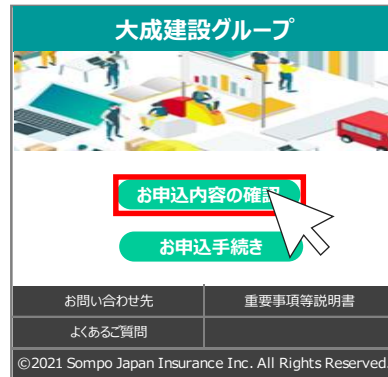 大成建設グループ
お申込内容の確認
お申込手続き
お問い合わせ先
重要事項等説明書
よくあるご質問
©2021 Sompo Japan Insurance Inc. All Rights Reserved